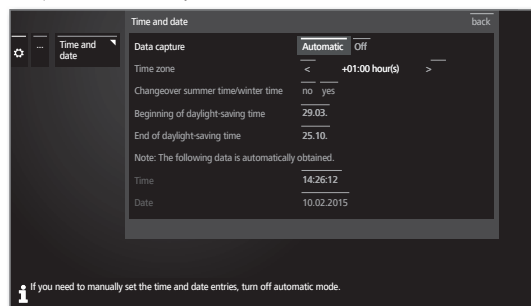 Time and date back
... Time and date
Data capture Automatic Off
Time zone < +01:00 hour(s) >
Changeover summer time/winter time no yes
Beginning of daylight-saving time 29.03.
End of daylight-saving time 25.10.
Note: The following data is automatically obtained.
Time 14:26:12
Date 10.02.2015
If you need to manually set the time and date entries, turn off automatic mode.